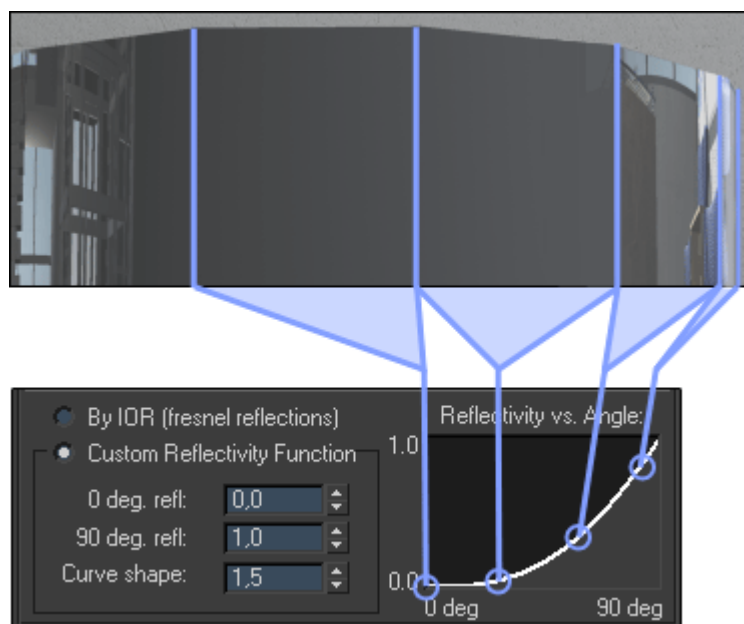 By IOR (fresnel reflections)
Reflectivity vs. Angle:
Custom Reflectivity Function
1.0
0 deg. refl: 0,0
90 deg. refl: 1,0
Curve shape: 1,5
0.0
0 deg 90 deg